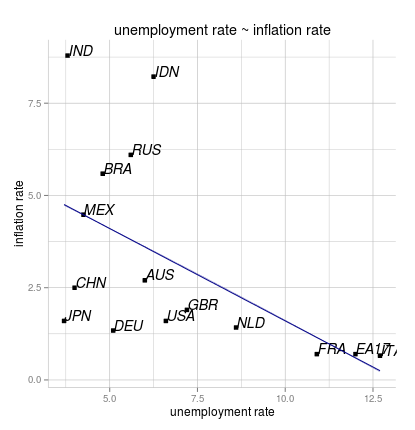 unemployment rate ~ inflation rate
IND
IDN
7.5
RUS
BRA
5.0
MEX
inflation rate
AUS
CHN
2.5
GBR
JPN
USA
DEU
NLD
FRA
EA17
ITA
0.0
5.0
7.5
10.0
12.5
unemployment rate